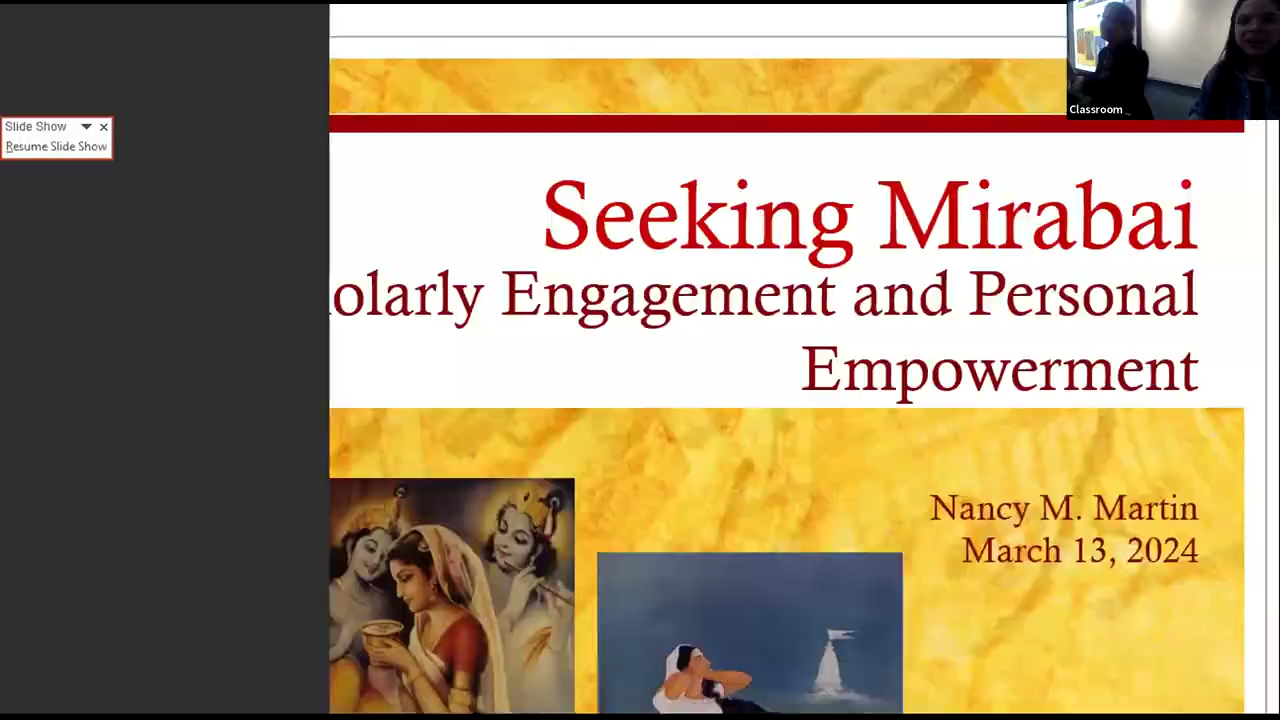 Classroom
Slide Show
Resume Slide Show
Seeking Mirabai
olarly Engagement and Personal
Empowerment
Nancy M. Martin
March 13, 2024